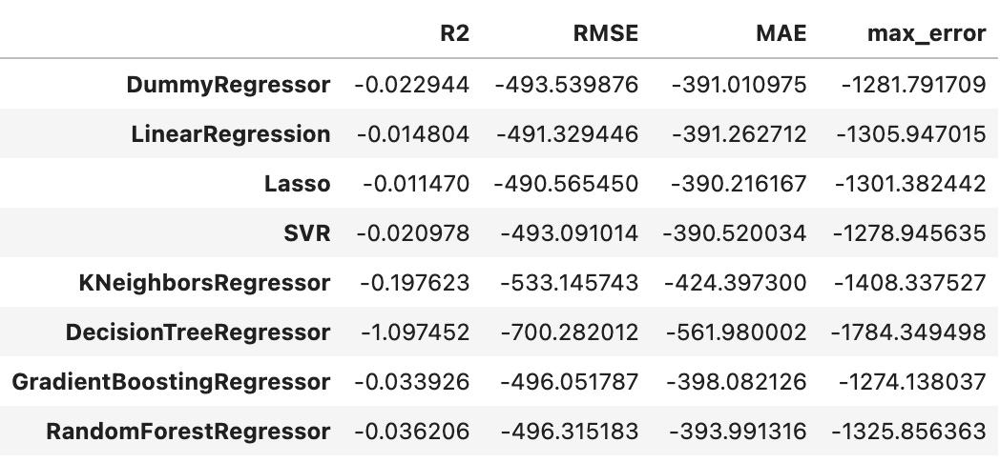 R2 RMSE MAE max_error
DummyRegressor -0.022944 -493.539876 -391.010975 -1281.791709
LinearRegression -0.014804 -491.329446 -391.262712 -1305.947015
Lasso -0.011470 -490.565450 -390.216167 -1301.382442
SVR -0.020978 -493.091014 -390.520034 -1278.945635
KNeighborsRegressor -0.197623 -533.145743 -424.397300 -1408.337527
DecisionTreeRegressor -1.097452 -700.282012 -561.980002 -1784.349498
GradientBoostingRegressor -0.033926 -496.051787 -398.082126 -1274.138037
RandomForestRegressor -0.036206 -496.315183 -393.991316 -1325.856363